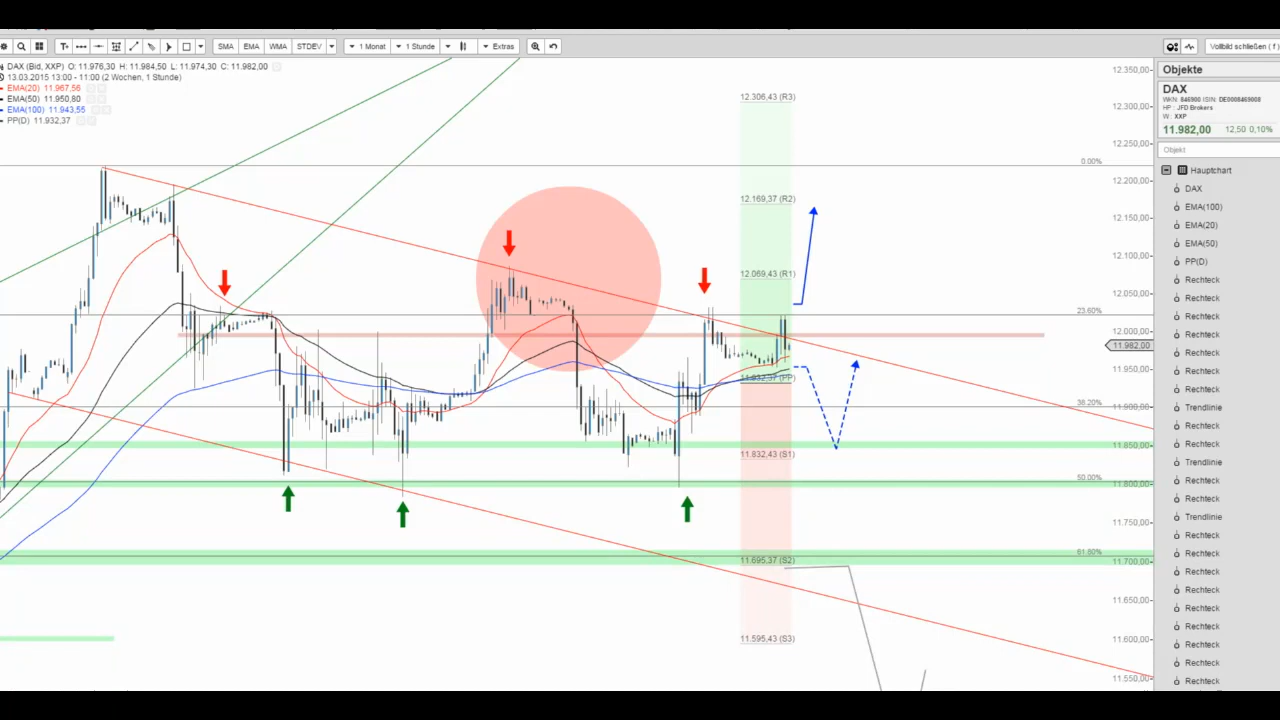 T
SMA
EMA
WMA
STDEV
1 Monat
1 Stunde
Extras
Vollbild schließen ( f )
DAX (Bid, XXP) O: 11.976,30 H: 11.984,50 L: 11.974,30 C: 11.982,00
13.03.2015 13:00 - 11:00 (2 Wochen, 1 Stunde)
EMA(20) 11.967,56
EMA(50) 11.950,80
EMA(100) 11.943,55
PP(D) 11.932,37
12.306,43 (R3)
12.169,37 (R2)
12.069,43 (R1)
11.932,37 (PP)
11.832,43 (S1)
11.695,37 (S2)
11.595,43 (S3)
0.00%
23.60%
38.20%
50.00%
61.80%
12.350,00
12.300,00
12.250,00
12.200,00
12.150,00
12.100,00
12.050,00
12.000,00
11.982,00
11.950,00
11.900,00
11.850,00
11.800,00
11.750,00
11.700,00
11.650,00
11.600,00
11.550,00
Objekte
DAX
WKN: 846900 ISIN: DE0008469008
HP : JFD Brokers
W : XXP
11.982,00 12,50 0,10%
Objekt
Hauptchart
DAX
EMA(100)
EMA(20)
EMA(50)
PP(D)
Rechteck
Rechteck
Rechteck
Rechteck
Rechteck
Rechteck
Rechteck
Trendlinie
Rechteck
Rechteck
Trendlinie
Rechteck
Rechteck
Trendlinie
Rechteck
Rechteck
Rechteck
Rechteck
Rechteck
Rechteck
Rechteck
Rechteck
Rechteck